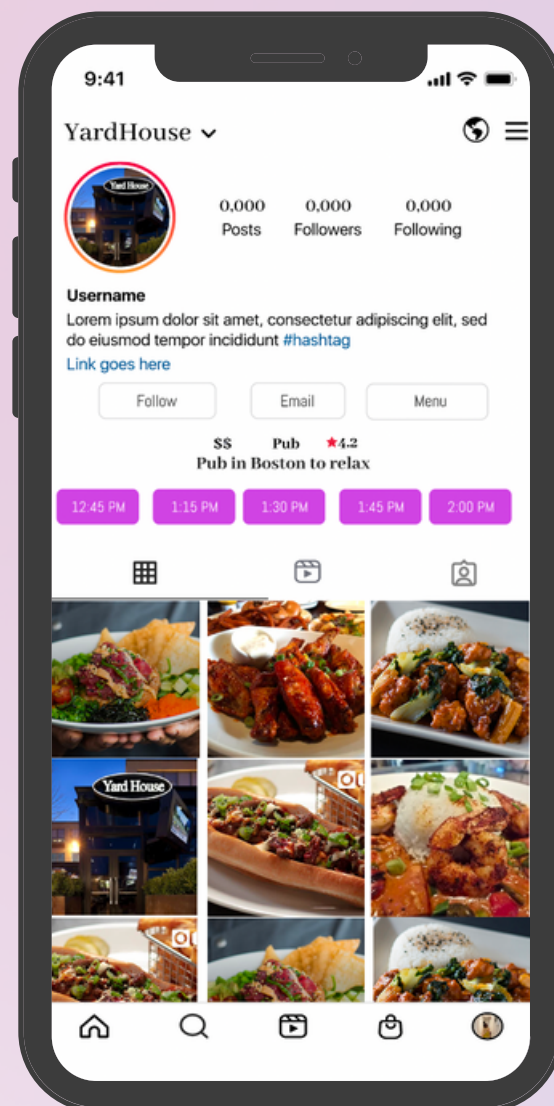 9:41
YardHouse
Yard House
0,000 0,000 0,000
Posts Followers Following
Username
Lorem ipsum dolor sit amet, consectetur adipiscing elit, sed
do eiusmod tempor incididunt #hashtag
Link goes here
Follow Email Menu
$$ Pub 4.2
Pub in Boston to relax
12:45 PM 1:15 PM 1:30 PM 1:45 PM 2:00 PM
Yard House